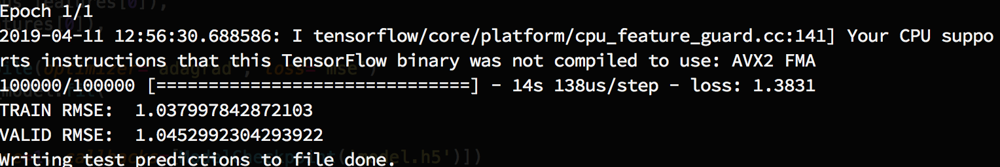 Epoch 1/1
2019-04-11 12:56:30.688586: I tensorflow/core/platform/cpu_feature_guard.cc:141] Your CPU suppo
rts instructions that this TensorFlow binary was not compiled to use: AVX2 FMA
100000/100000 [==============================] - 14s 138us/step - loss: 1.3831
TRAIN RMSE:  1.037997842872103
VALID RMSE:  1.0452992304293922
Writing test predictions to file done.